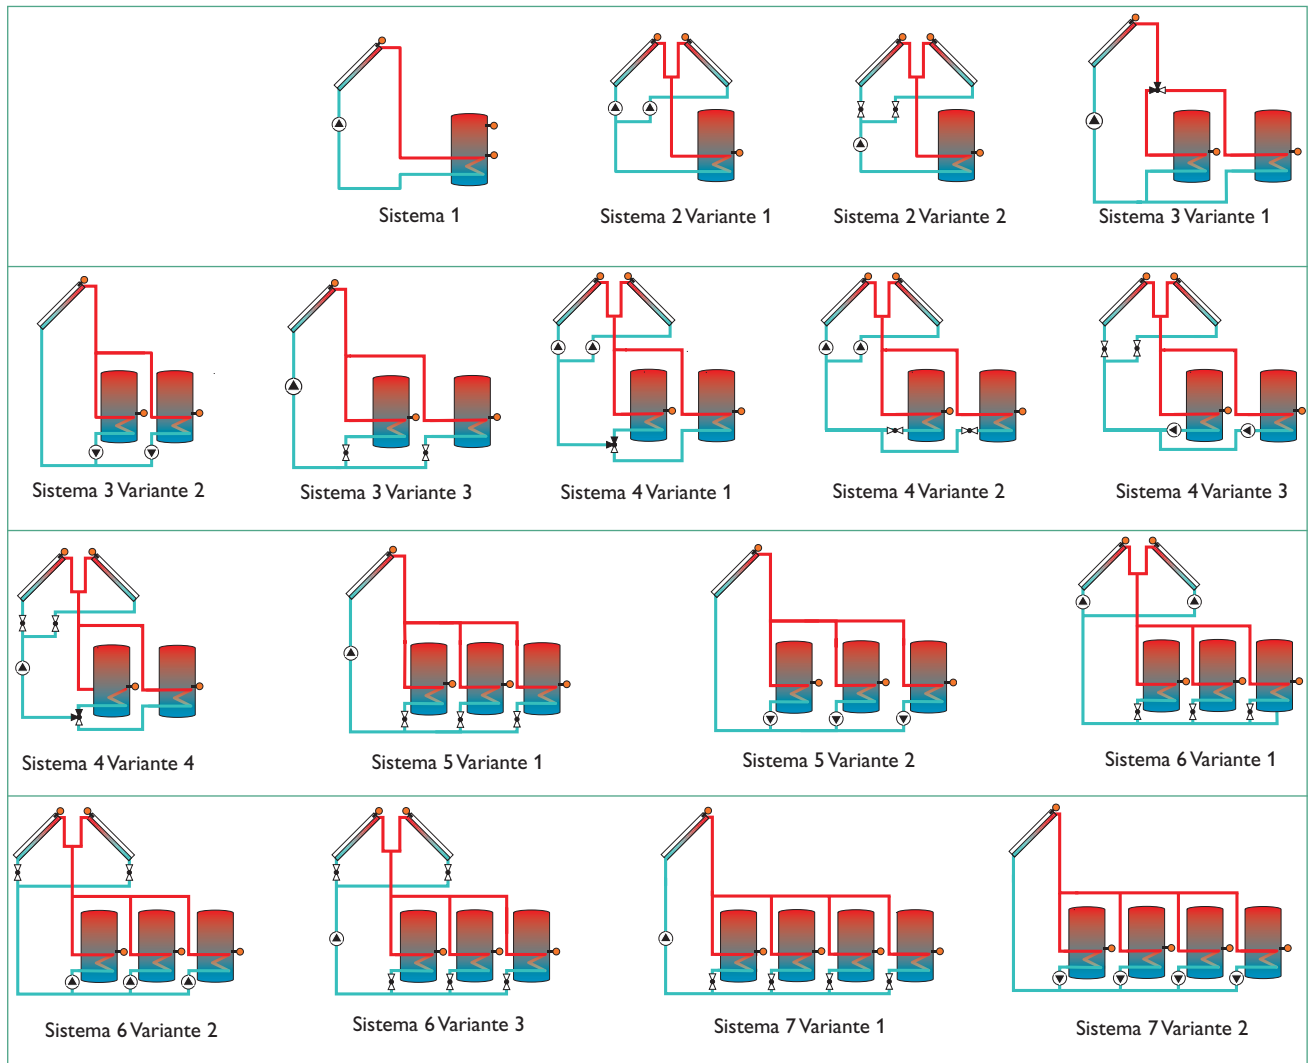 Sistema 1
Sistema 2 Variante 1
Sistema 2 Variante 2
Sistema 3 Variante 1
Sistema 3 Variante 2
Sistema 3 Variante 3
Sistema 4 Variante 1
Sistema 4 Variante 2
Sistema 4 Variante 3
Sistema 4 Variante 4
Sistema 5 Variante 1
Sistema 5 Variante 2
Sistema 6 Variante 1
Sistema 6 Variante 2
Sistema 6 Variante 3
Sistema 7 Variante 1
Sistema 7 Variante 2